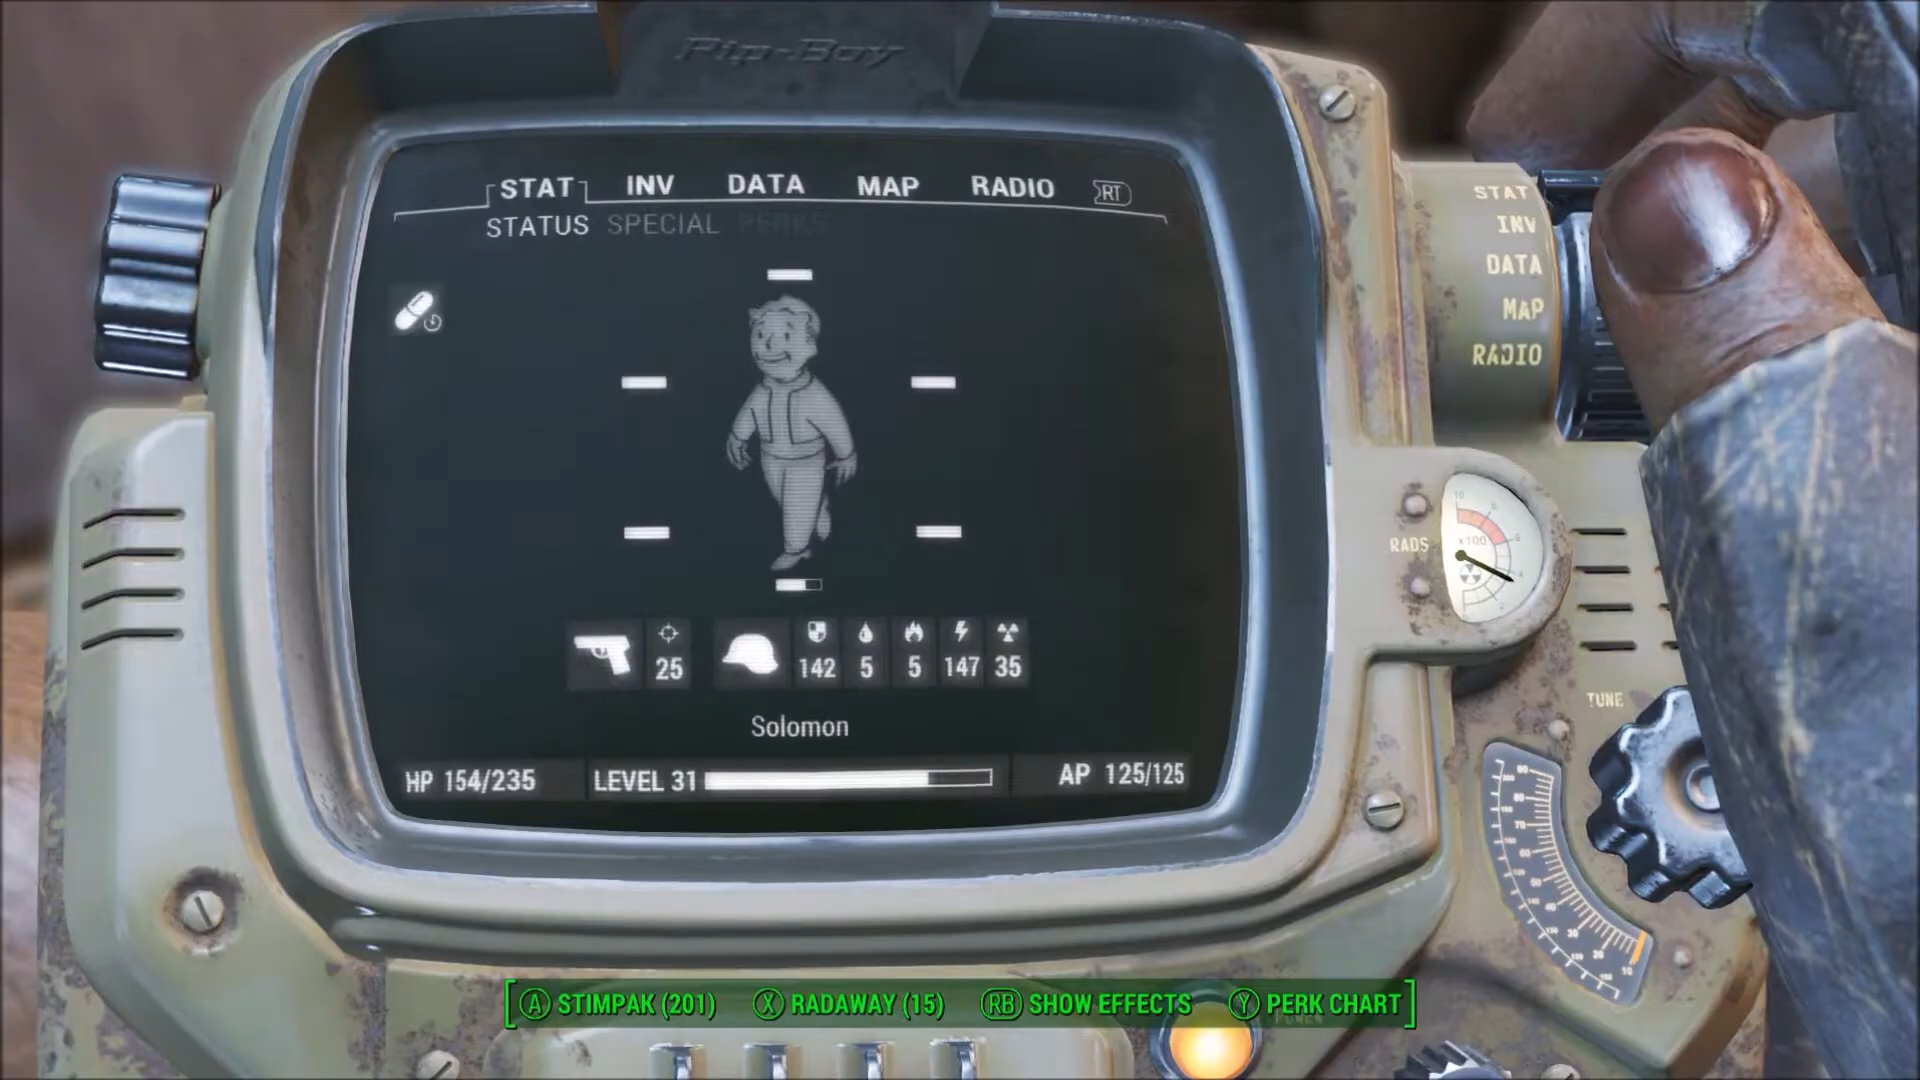 Pip-Boy
STAT INV DATA MAP RADIO RT
STATUS SPECIAL PERKS
STAT
INV
DATA
MAP
RADIO
RADS
x100
25 142 5 5 147 35
TUNE
Solomon
HP 154/235 LEVEL 31 AP 125/125
A STIMPAK (201) X RADAWAY (15) RB SHOW EFFECTS Y PERK CHART